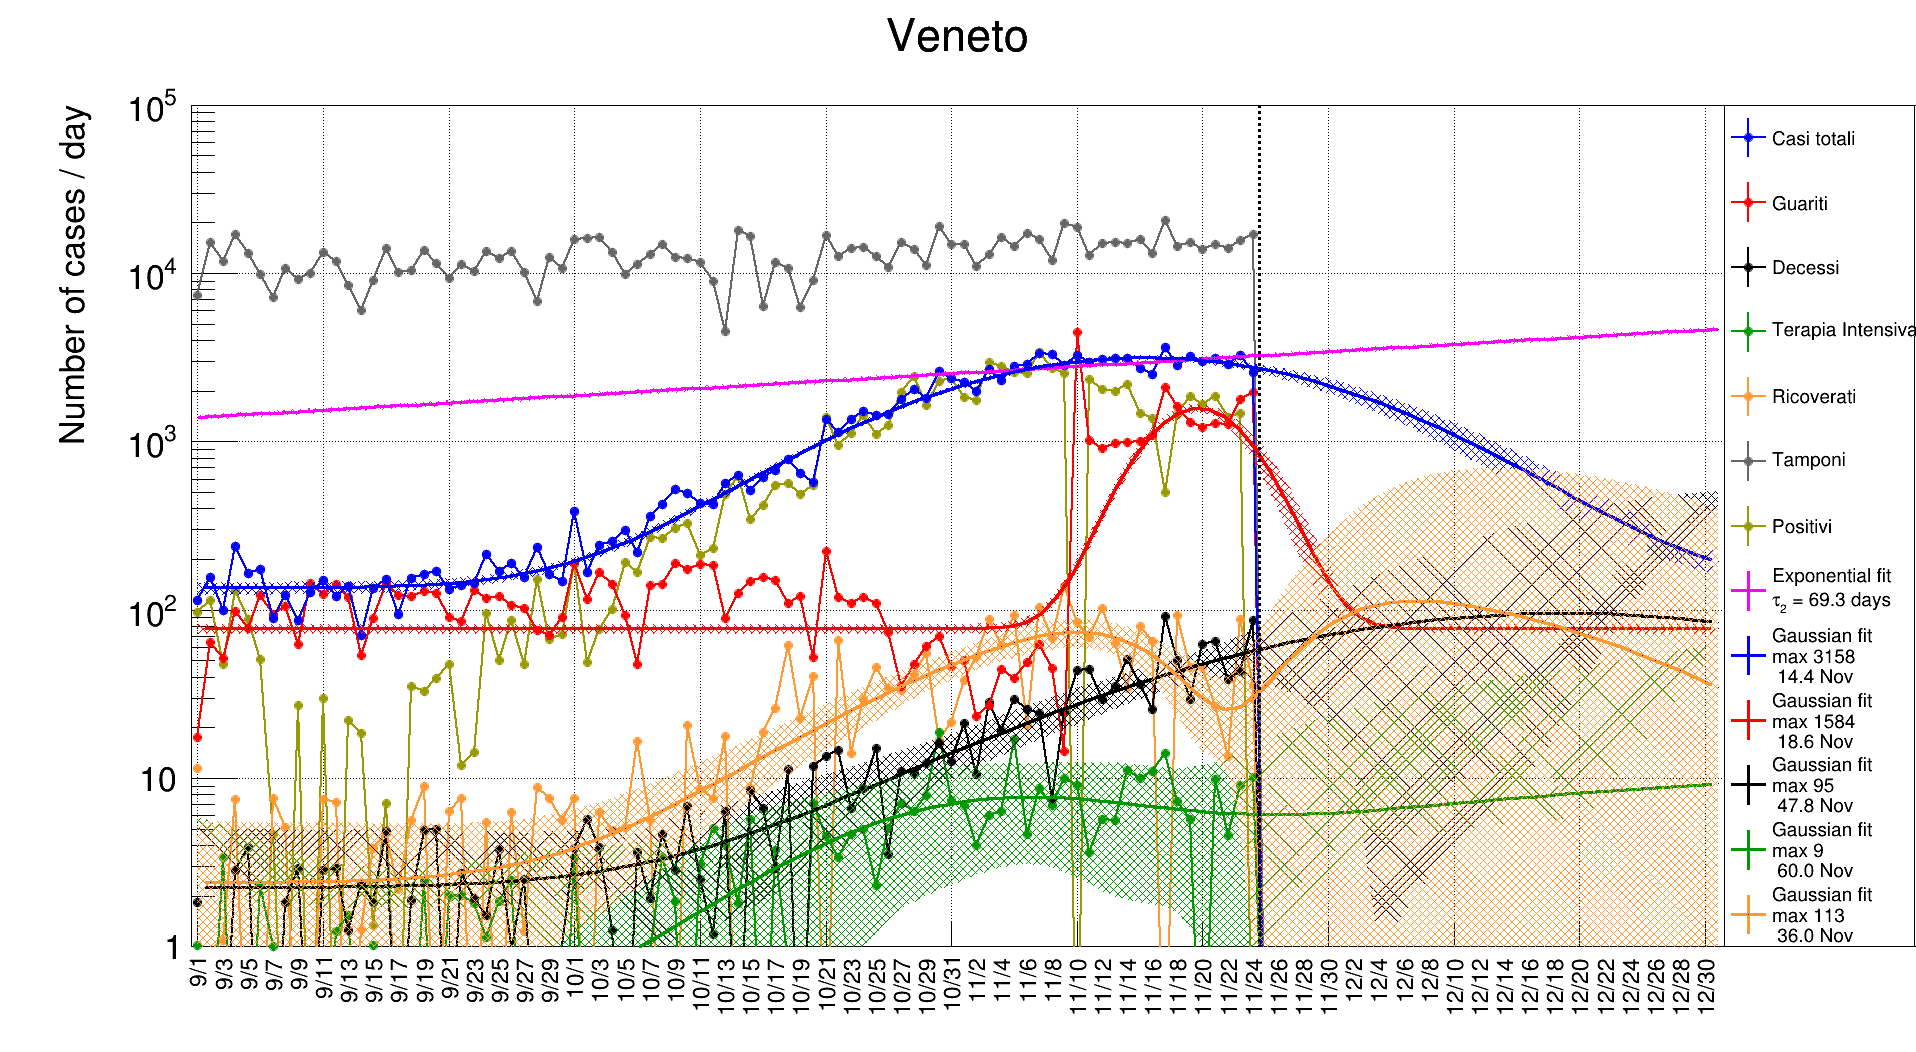 Veneto
Number of cases / day
10^5
10^4
10^3
10^2
10
1
9/1
9/3
9/5
9/7
9/9
9/11
9/13
9/15
9/17
9/19
9/21
9/23
9/25
9/27
9/29
10/1
10/3
10/5
10/7
10/9
10/11
10/13
10/15
10/17
10/19
10/21
10/23
10/25
10/27
10/29
10/31
11/2
11/4
11/6
11/8
11/10
11/12
11/14
11/16
11/18
11/20
11/22
11/24
11/26
11/28
11/30
12/2
12/4
12/6
12/8
12/10
12/12
12/14
12/16
12/18
12/20
12/22
12/24
12/26
12/28
12/30
Casi totali
Guariti
Decessi
Terapia Intensiva
Ricoverati
Tamponi
Positivi
Exponential fit
τ2 = 69.3 days
Gaussian fit
max 3158
14.4 Nov
Gaussian fit
max 1584
18.6 Nov
Gaussian fit
max 95
47.8 Nov
Gaussian fit
max 9
60.0 Nov
Gaussian fit
max 113
36.0 Nov